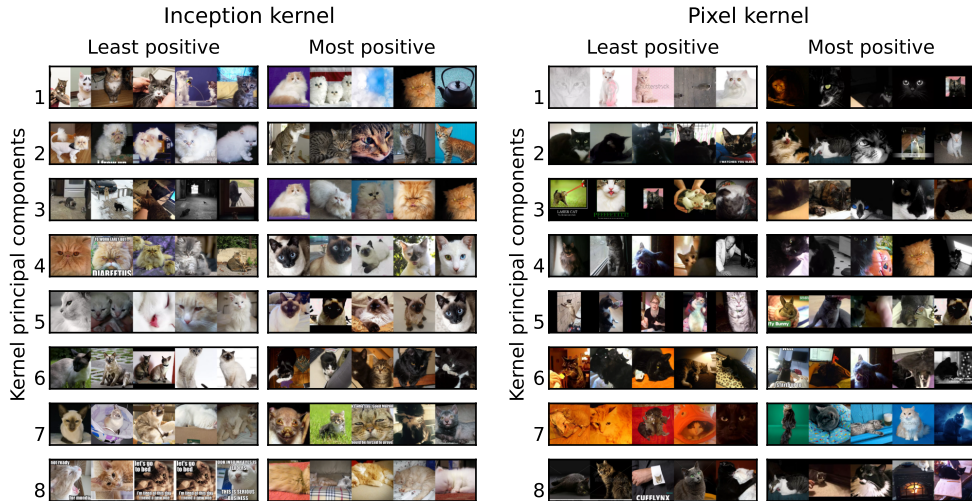 Inception kernel
Pixel kernel
Least positive
Most positive
Least positive
Most positive
Kernel principal components
Kernel principal components
1
2
3
4
5
6
7
8
1
2
3
4
5
6
7
8
DIABEETUS
let's go
to bed
let's go
to bed
THIS IS SERIOUS
BUSINESS
LASER CAT
CUFFLYNX